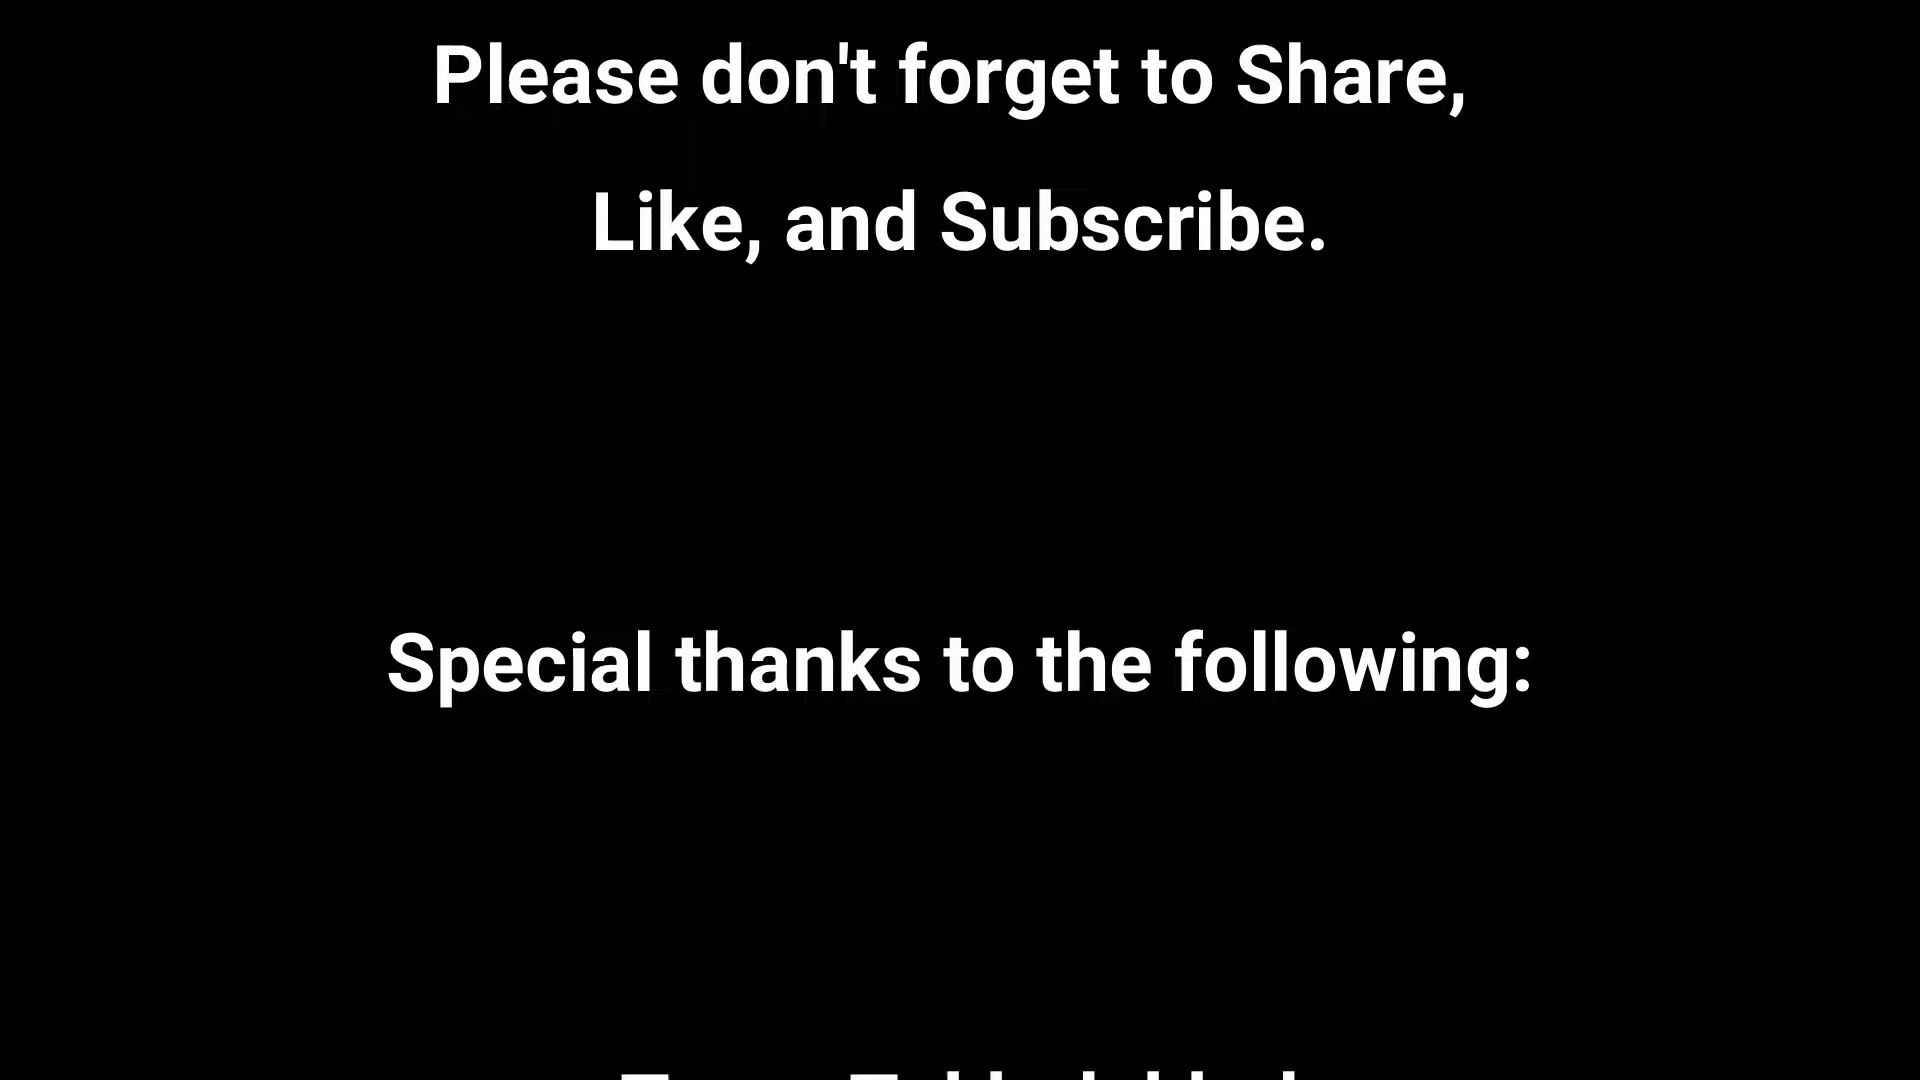 Please don't forget to Share,
Like, and Subscribe.
Special thanks to the following: